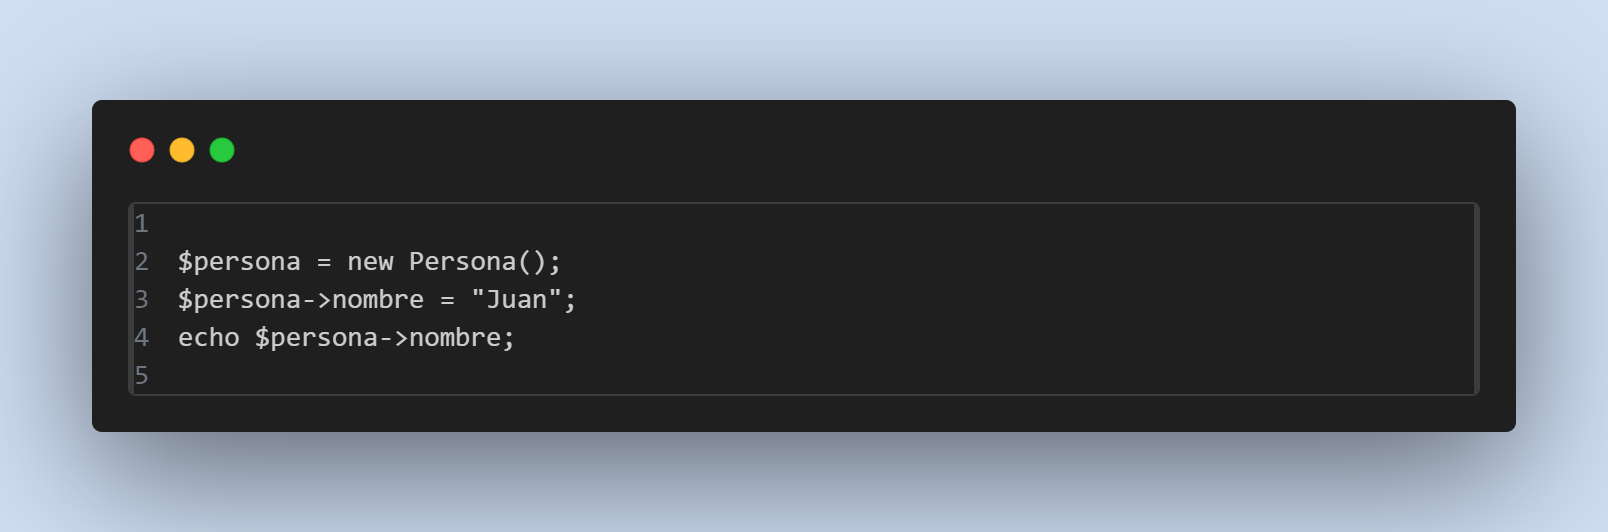 1
2 $persona = new Persona();
3 $persona->nombre = "Juan";
4 echo $persona->nombre;
5